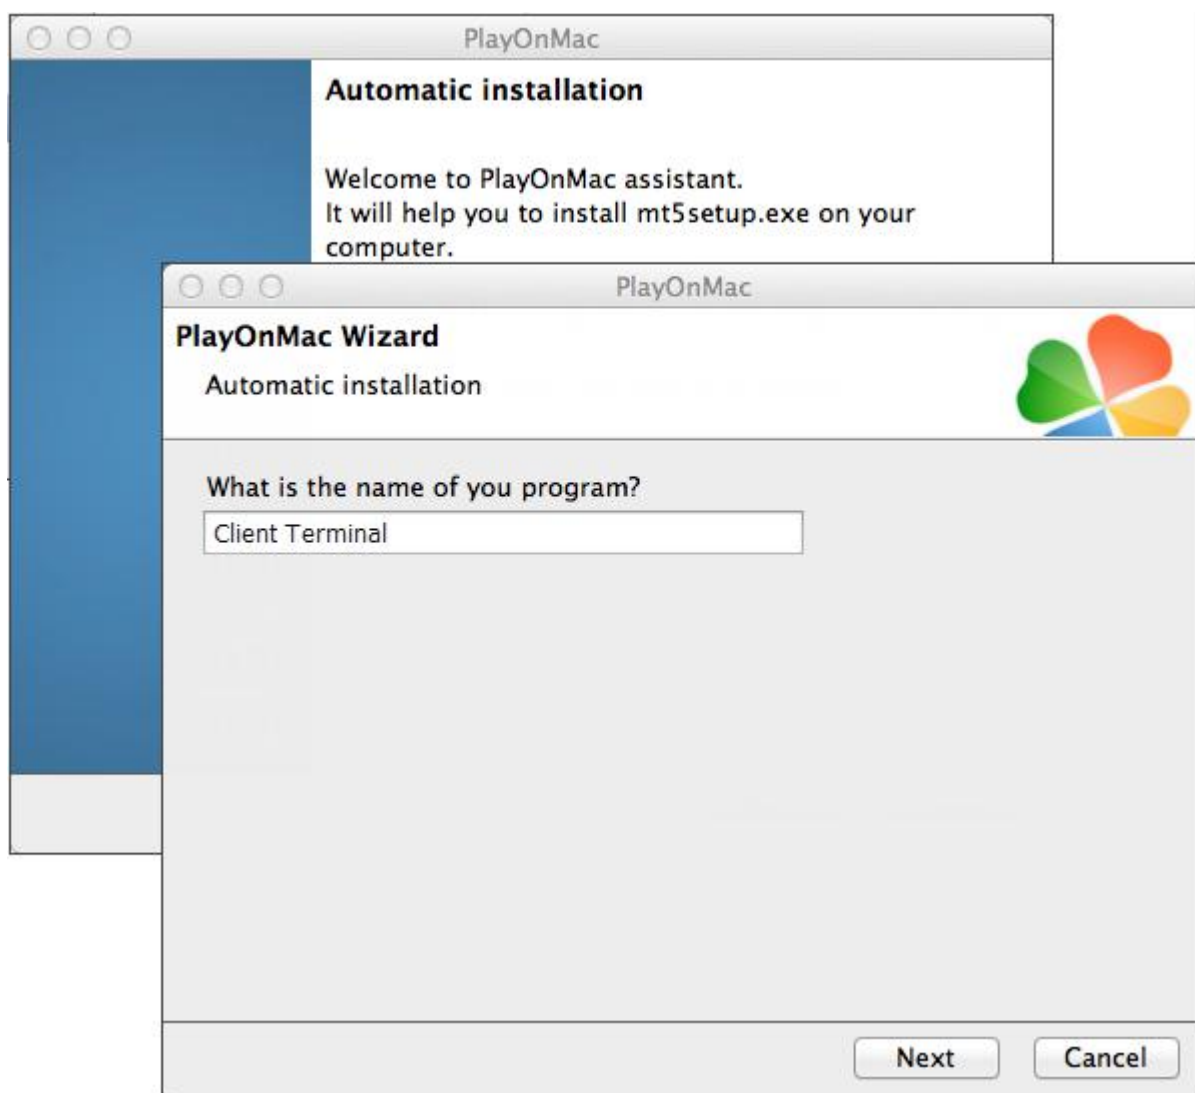 PlayOnMac
Automatic installation
Welcome to PlayOnMac assistant.
It will help you to install mt5setup.exe on your
computer.
PlayOnMac
PlayOnMac Wizard
Automatic installation
What is the name of you program?
Client Terminal
Next
Cancel